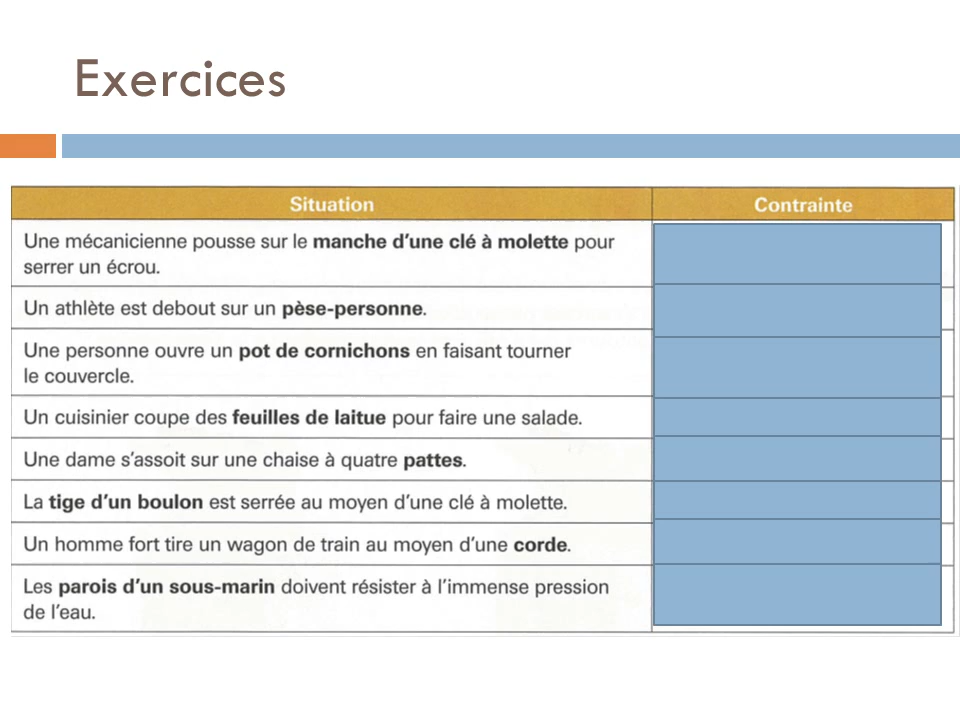 Exercices
Situation
Contrainte
Une mécanicienne pousse sur le manche d'une clé à molette pour
serrer un écrou.
Un athlète est debout sur un pèse-personne.
Une personne ouvre un pot de cornichons en faisant tourner
le couvercle.
Un cuisinier coupe des feuilles de laitue pour faire une salade.
Une dame s'assoit sur une chaise à quatre pattes.
La tige d'un boulon est serrée au moyen d'une clé à molette.
Un homme fort tire un wagon de train au moyen d'une corde.
Les parois d'un sous-marin doivent résister à l'immense pression
de l'eau.